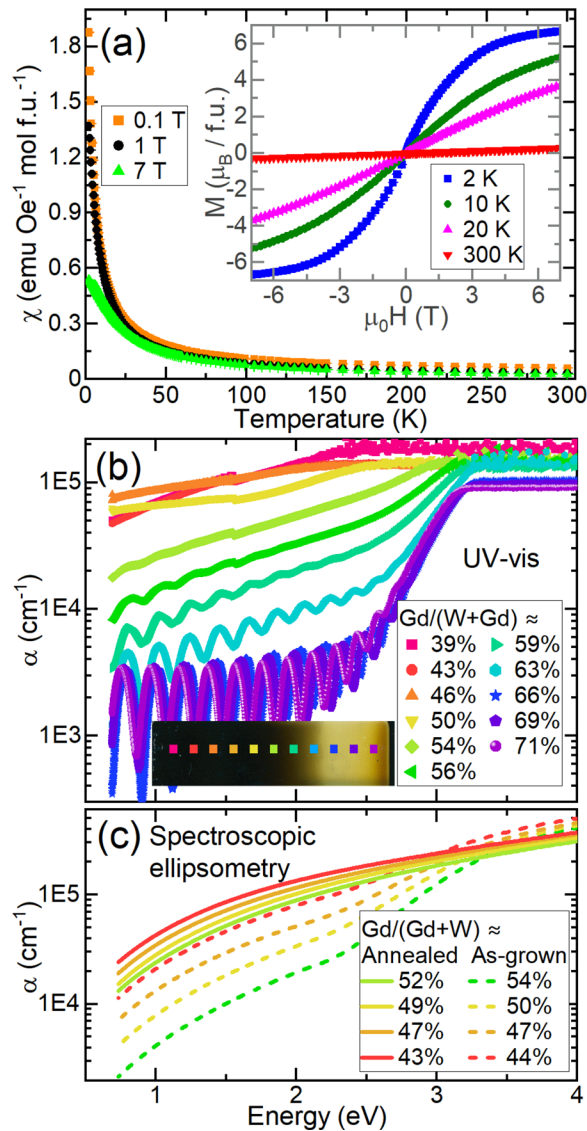 (a)
1.8
1.5
1.2
0.9
0.6
0.3
0
χ (emu Oe⁻¹ mol f.u.⁻¹)
0.1 T
1 T
7 T
6
4
2
0
-2
-4
-6
M (μB / f.u.)
2 K
10 K
20 K
300 K
-6 -3 0 3 6
μ₀H (T)
0 50 100 150 200 250 300
Temperature (K)
(b)
1E5
1E4
1E3
α (cm⁻¹)
UV-vis
Gd/(W+Gd) ≈
39% 59%
43% 63%
46% 66%
50% 69%
54% 71%
56%
(c) Spectroscopic
ellipsometry
1E5
1E4
α (cm⁻¹)
Gd/(Gd+W) ≈
Annealed As-grown
52% 54%
49% 50%
47% 47%
43% 44%
1 2 3 4
Energy (eV)